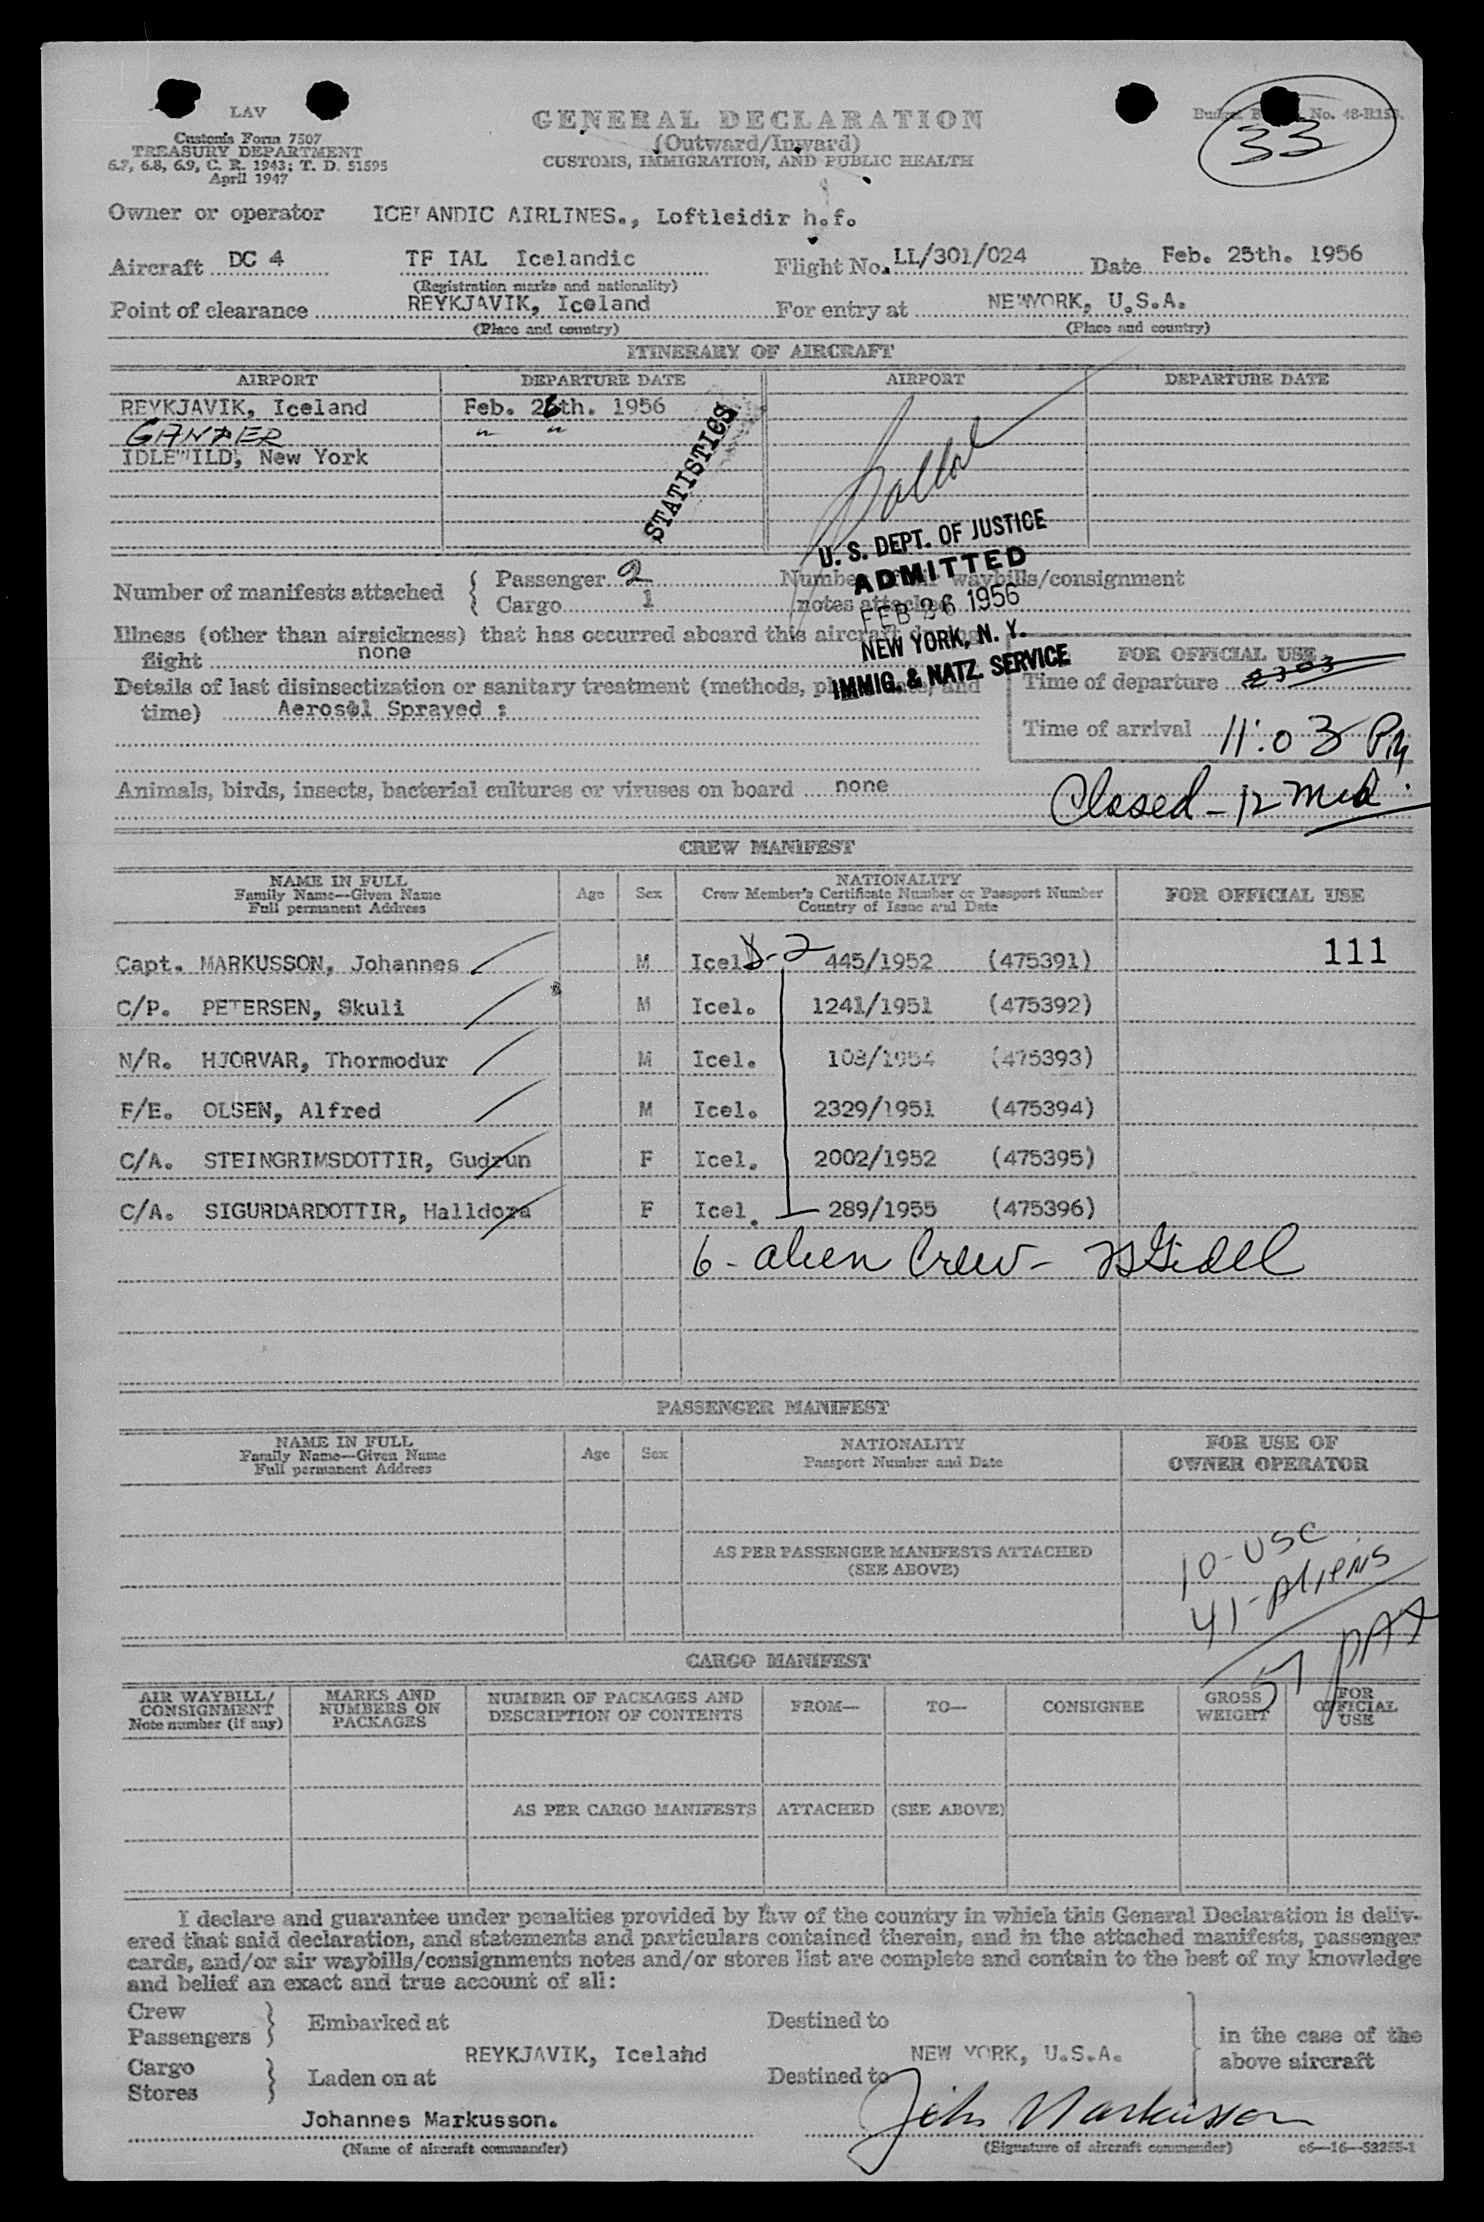 LAV
Customs Form 7507
TREASURY DEPARTMENT
6.7, 6.8, 6.9, C. R. 1943; T. D. 51595
April 1947
GENERAL DECLARATION
(Outward/Inward)
CUSTOMS, IMMIGRATION, AND PUBLIC HEALTH
No. 48-R158.
33
Owner or operator ICELANDIC AIRLINES., Loftleidir h.f.
Aircraft DC 4 TF IAL Icelandic Flight No. LL/301/024 Date Feb. 25th. 1956
(Registration marks and nationality)
Point of clearance REYKJAVIK, Iceland For entry at NEWYORK, U.S.A.
(Place and country) (Place and country)
ITINERARY OF AIRCRAFT
AIRPORT DEPARTURE DATE AIRPORT DEPARTURE DATE
REYKJAVIK, Iceland Feb. 26th. 1956
GANDER " "
IDLEWILD, New York
STATISTICS
U. S. DEPT. OF JUSTICE
ADMITTED
FEB 26 1956
NEW YORK, N. Y.
IMMIG. & NATZ. SERVICE
Number of manifests attached { Passenger 2 Number waybills/consignment
Cargo 1 notes attached
Illness (other than airsickness) that has occurred aboard this aircraft
flight none
FOR OFFICIAL USE
Details of last disinsectization or sanitary treatment (methods, and
time) Aerosol Sprayed :
Time of departure 2303
Time of arrival 11:03 PM
Animals, birds, insects, bacterial cultures or viruses on board none
Closed - 12 Mid.
CREW MANIFEST
NAME IN FULL
Family Name—Given Name
Full permanent Address
Age Sex
NATIONALITY
Crew Member's Certificate Number or Passport Number
Country of Issue and Date
FOR OFFICIAL USE
Capt. MARKUSSON, Johannes M Icel. D-2 445/1952 (475391) 111
C/P. PETERSEN, Skuli M Icel. 1241/1951 (475392)
N/R. HJORVAR, Thormodur M Icel. 108/1954 (475393)
F/E. OLSEN, Alfred M Icel. 2329/1951 (475394)
C/A. STEINGRIMSDOTTIR, Gudrun F Icel. 2002/1952 (475395)
C/A. SIGURDARDOTTIR, Halldora F Icel. 289/1955 (475396)
6 - alien Crew -
PASSENGER MANIFEST
NAME IN FULL
Family Name—Given Name
Full permanent Address
Age Sex
NATIONALITY
Passport Number and Date
FOR USE OF
OWNER OPERATOR
AS PER PASSENGER MANIFESTS ATTACHED
(SEE ABOVE)
10-USC
41-Aliens
51 PAX
CARGO MANIFEST
AIR WAYBILL/
CONSIGNMENT
Note number (if any)
MARKS AND
NUMBERS ON
PACKAGES
NUMBER OF PACKAGES AND
DESCRIPTION OF CONTENTS
FROM— TO— CONSIGNEE
GROSS
WEIGHT
FOR
OFFICIAL
USE
AS PER CARGO MANIFESTS ATTACHED (SEE ABOVE)
I declare and guarantee under penalties provided by law of the country in which this General Declaration is deliv-
ered that said declaration, and statements and particulars contained therein, and in the attached manifests, passenger
cards, and/or air waybills/consignments notes and/or stores list are complete and contain to the best of my knowledge
and belief an exact and true account of all:
Crew
Passengers } Embarked at Destined to
in the case of the
REYKJAVIK, Iceland NEW YORK, U.S.A.
above aircraft
Cargo
Stores } Laden on at Destined to
Johannes Markusson. Joh. Markusson
(Name of aircraft commander) (Signature of aircraft commander) c6—16—52255-1